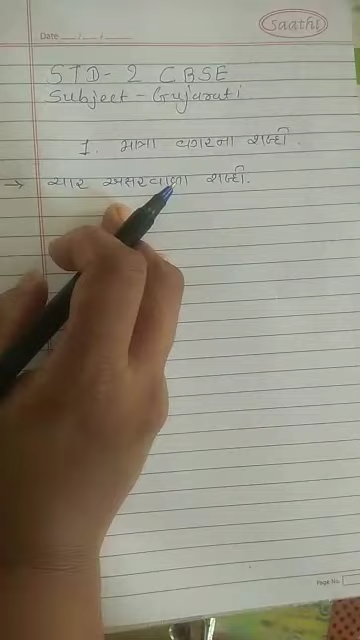 saathi
Date / /
STD - 2 CBSE
Subject - Gujarati
1. માત્રા વગરના શબ્દો.
→ ચાર અક્ષરવાળા શબ્દો.
Page No.